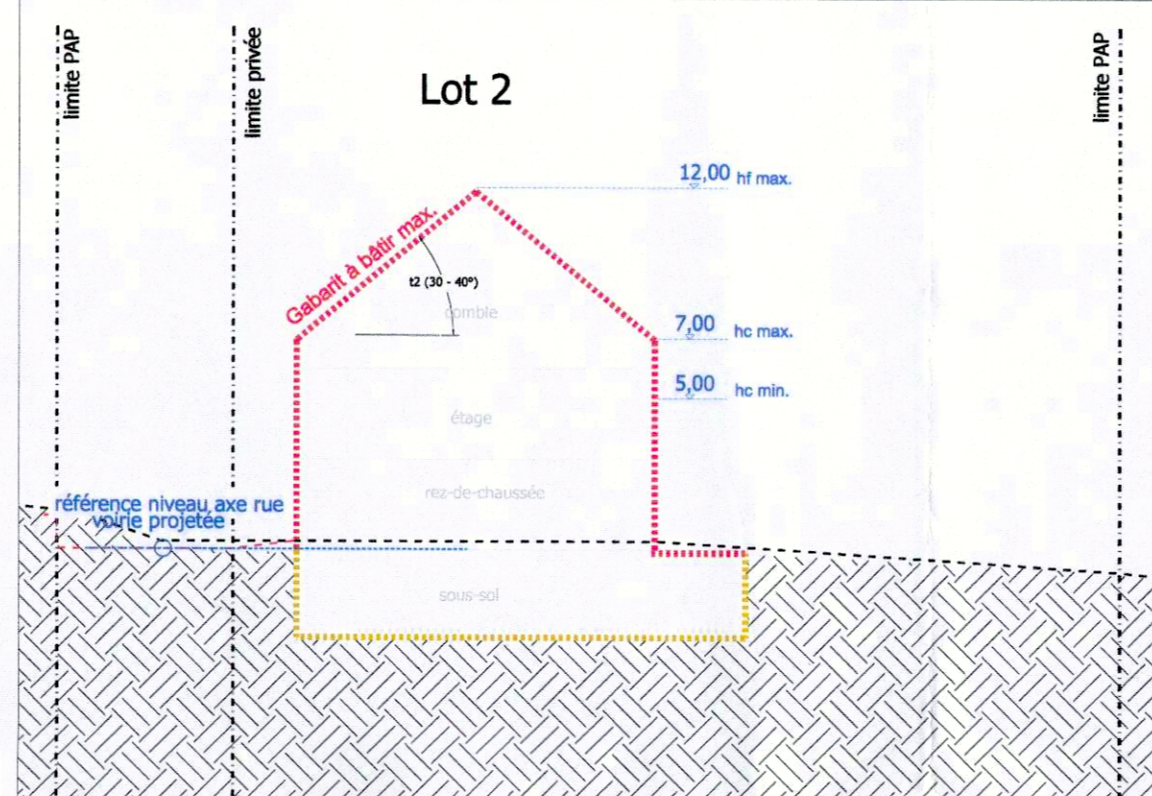 limite PAP
limite privée
Lot 2
limite PAP
12,00 hf max.
Gabarit à bâtir max.
t2 (30 - 40º)
comble
7,00 hc max.
5,00 hc min.
étage
rez-de-chaussée
référence niveau axe rue
voirie projetée
sous-sol